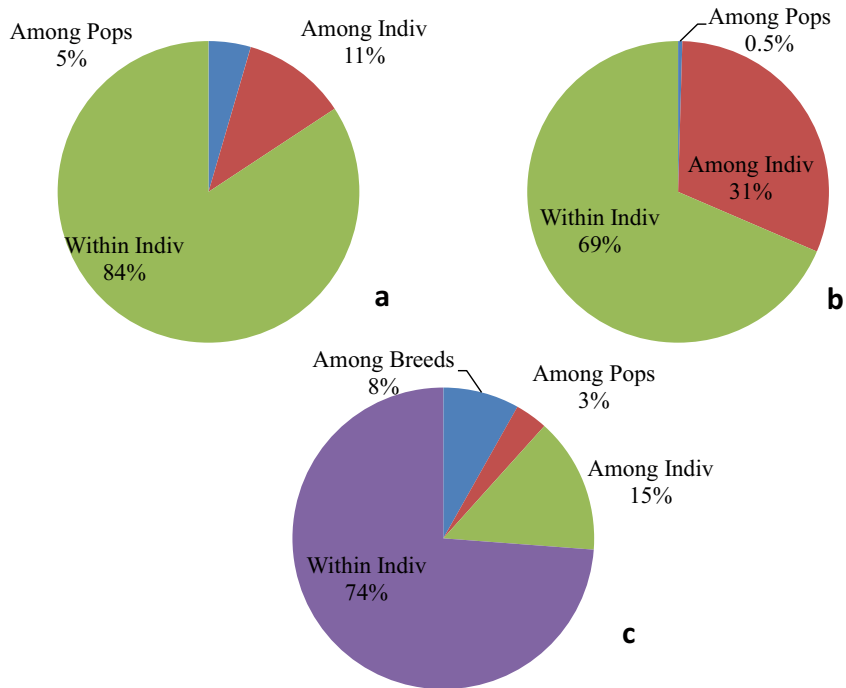 Among Pops
5%
Among Indiv
11%
Within Indiv
84%
a
Among Pops
0.5%
Among Indiv
31%
Within Indiv
69%
b
Among Breeds
8%
Among Pops
3%
Among Indiv
15%
Within Indiv
74%
c